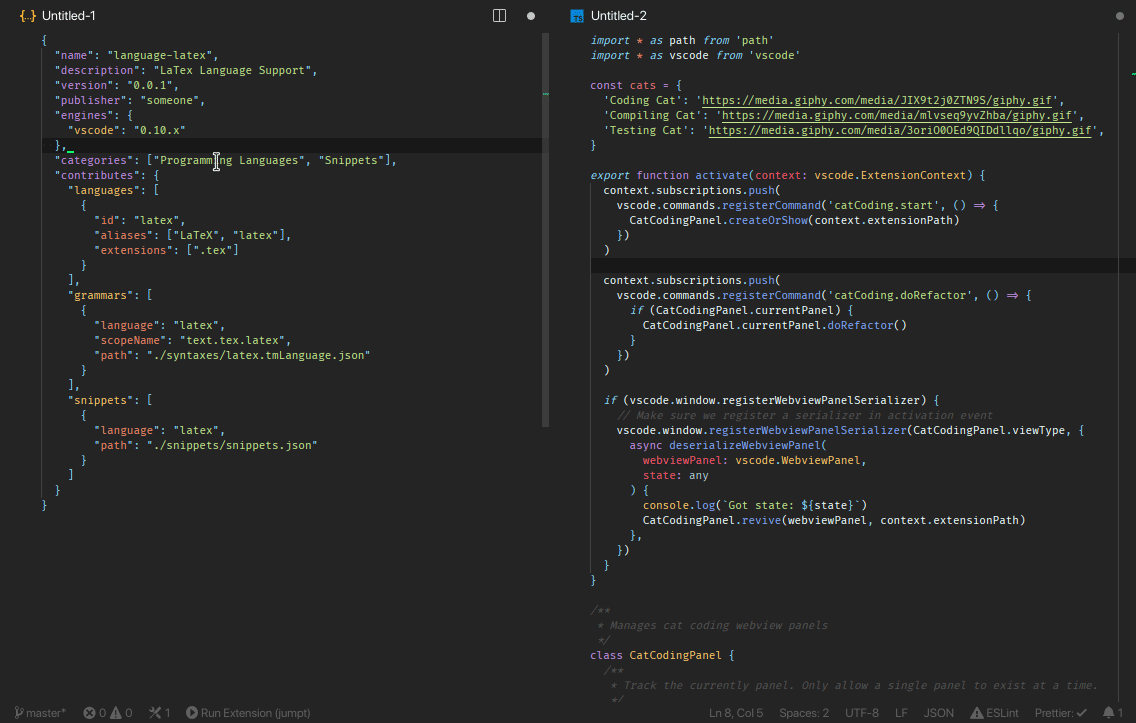 {..} Untitled-1
{
  "name": "language-latex",
  "description": "LaTex Language Support",
  "version": "0.0.1",
  "publisher": "someone",
  "engines": {
    "vscode": "0.10.x"
  },
  "categories": ["Programming Languages", "Snippets"],
  "contributes": {
    "languages": [
      {
        "id": "latex",
        "aliases": ["LaTeX", "latex"],
        "extensions": [".tex"]
      }
    ],
    "grammars": [
      {
        "language": "latex",
        "scopeName": "text.tex.latex",
        "path": "./syntaxes/latex.tmLanguage.json"
      }
    ],
    "snippets": [
      {
        "language": "latex",
        "path": "./snippets/snippets.json"
      }
    ]
  }
}
TS Untitled-2
import * as path from 'path'
import * as vscode from 'vscode'
const cats = {
  'Coding Cat': 'https://media.giphy.com/media/JIX9t2j0ZTN9S/giphy.gif',
  'Compiling Cat': 'https://media.giphy.com/media/mlvseq9yvZhba/giphy.gif',
  'Testing Cat': 'https://media.giphy.com/media/3oriO0OEd9QIDdllqo/giphy.gif',
}
export function activate(context: vscode.ExtensionContext) {
  context.subscriptions.push(
    vscode.commands.registerCommand('catCoding.start', () => {
      CatCodingPanel.createOrShow(context.extensionPath)
    })
  )
  context.subscriptions.push(
    vscode.commands.registerCommand('catCoding.doRefactor', () => {
      if (CatCodingPanel.currentPanel) {
        CatCodingPanel.currentPanel.doRefactor()
      }
    })
  )
  if (vscode.window.registerWebviewPanelSerializer) {
    // Make sure we register a serializer in activation event
    vscode.window.registerWebviewPanelSerializer(CatCodingPanel.viewType, {
      async deserializeWebviewPanel(
        webviewPanel: vscode.WebviewPanel,
        state: any
      ) {
        console.log(`Got state: ${state}`)
        CatCodingPanel.revive(webviewPanel, context.extensionPath)
      },
    })
  }
}
/**
 * Manages cat coding webview panels
 */
class CatCodingPanel {
  /**
   * Track the currently panel. Only allow a single panel to exist at a time.
   */
master* 0 0 1 Run Extension (jumpt) Ln 8, Col 5 Spaces: 2 UTF-8 LF JSON ESLint Prettier: 1